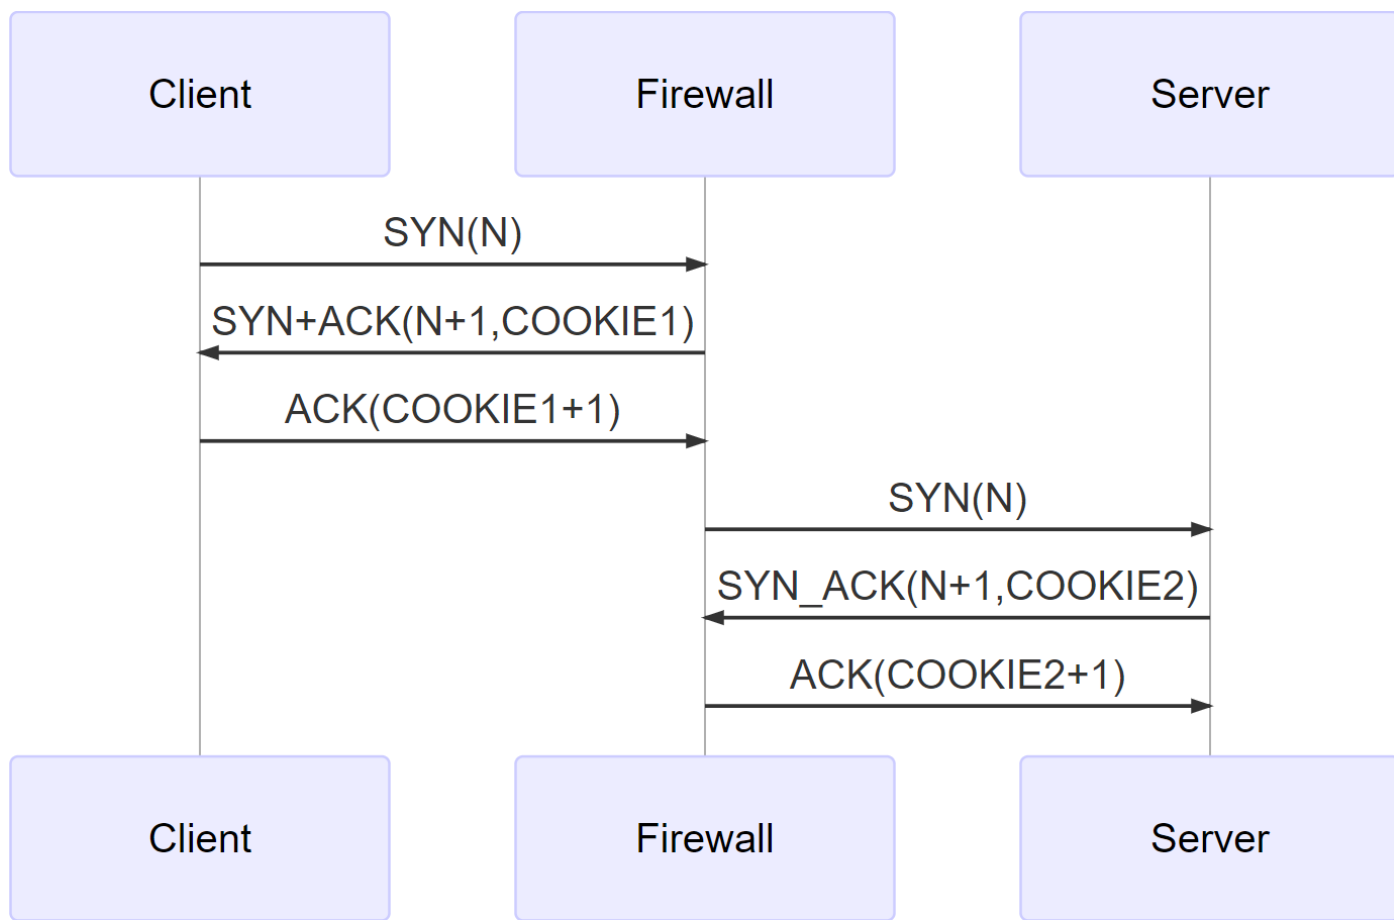 Client
Firewall
Server
SYN(N)
SYN+ACK(N+1,COOKIE1)
ACK(COOKIE1+1)
SYN(N)
SYN_ACK(N+1,COOKIE2)
ACK(COOKIE2+1)
Client
Firewall
Server